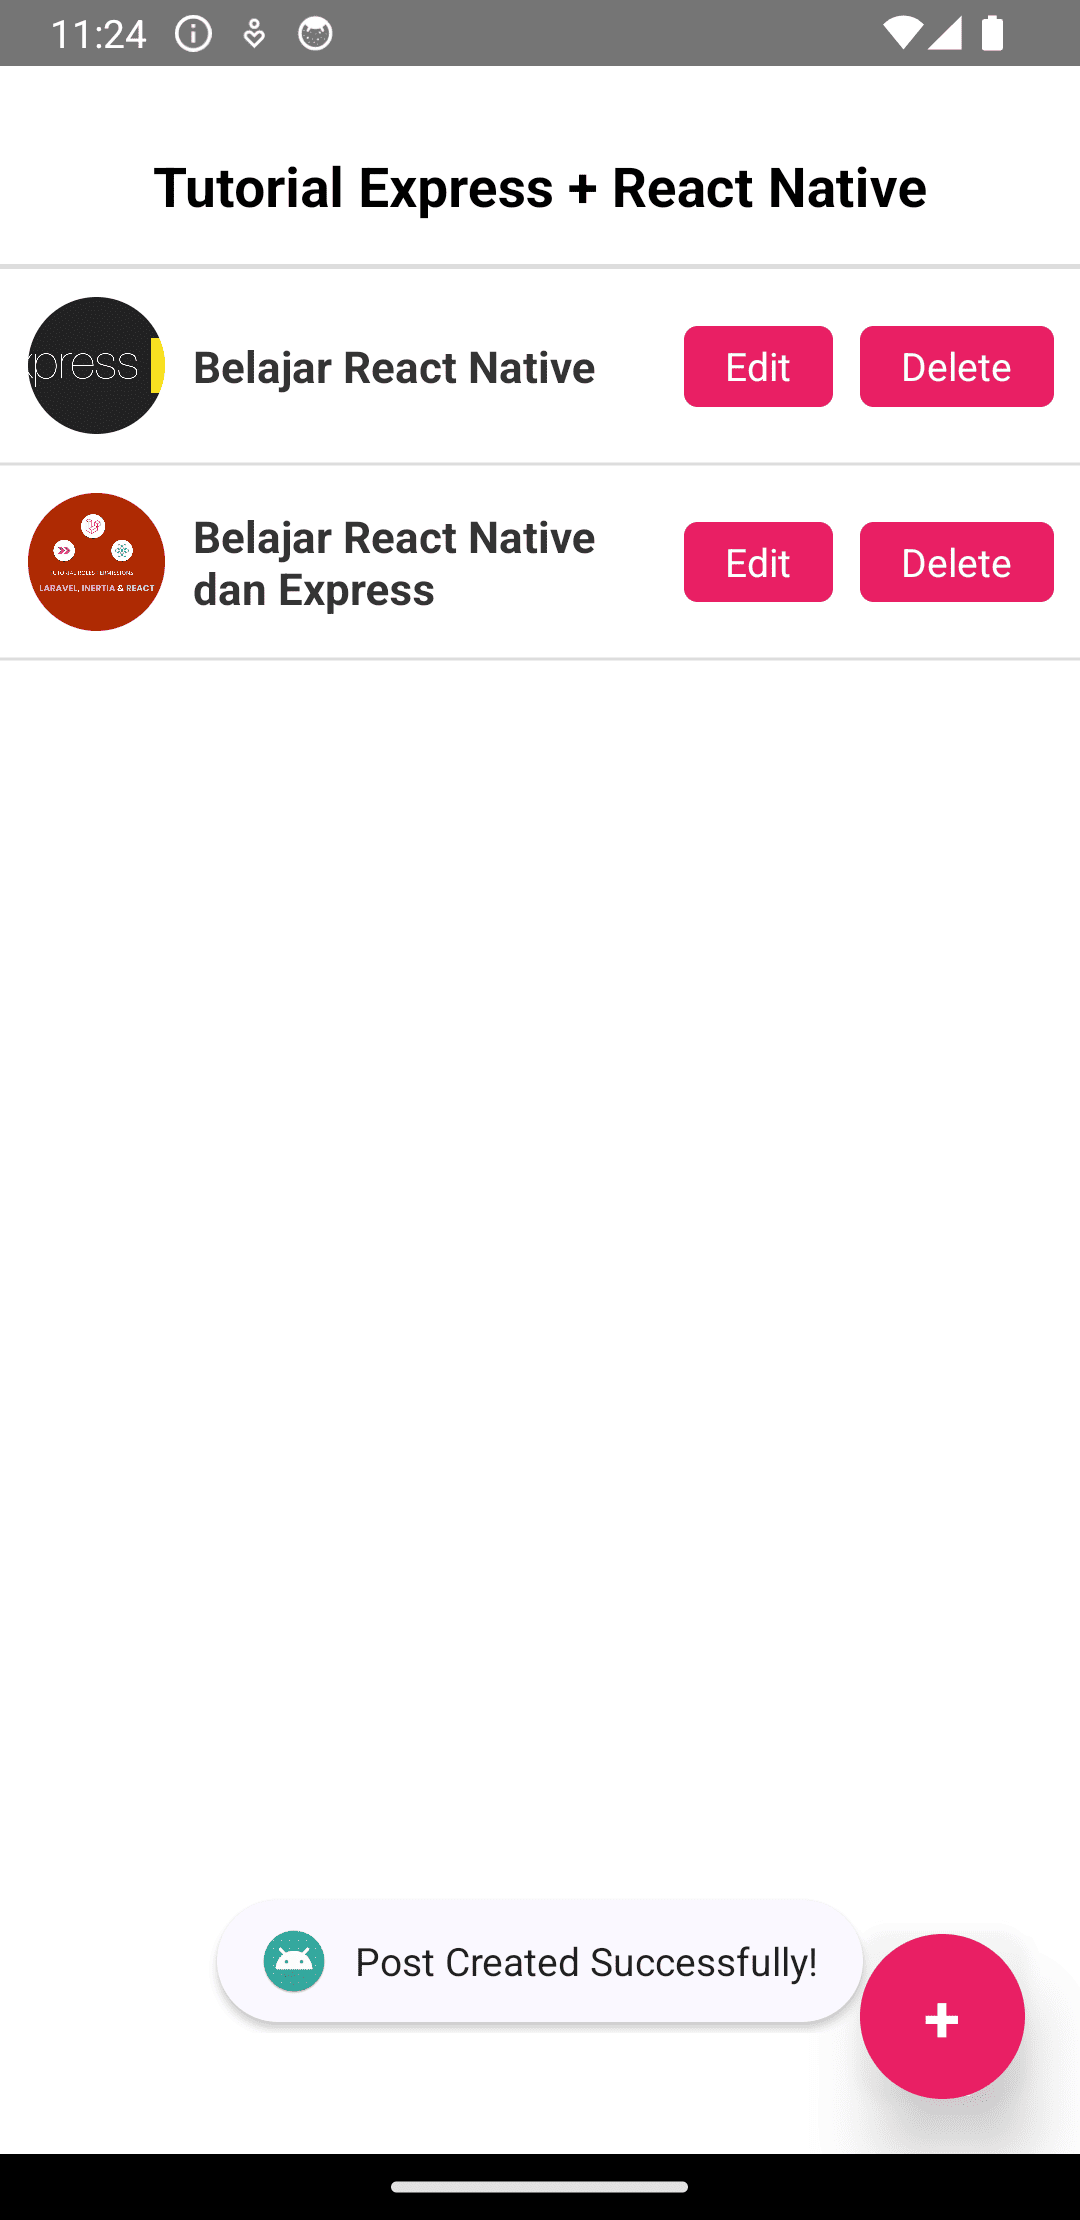 11:24
Tutorial Express + React Native
xpress
Belajar React Native
Edit
Delete
LARAVEL, INERTIA & REACT
Belajar React Native
dan Express
Edit
Delete
Post Created Successfully!
+